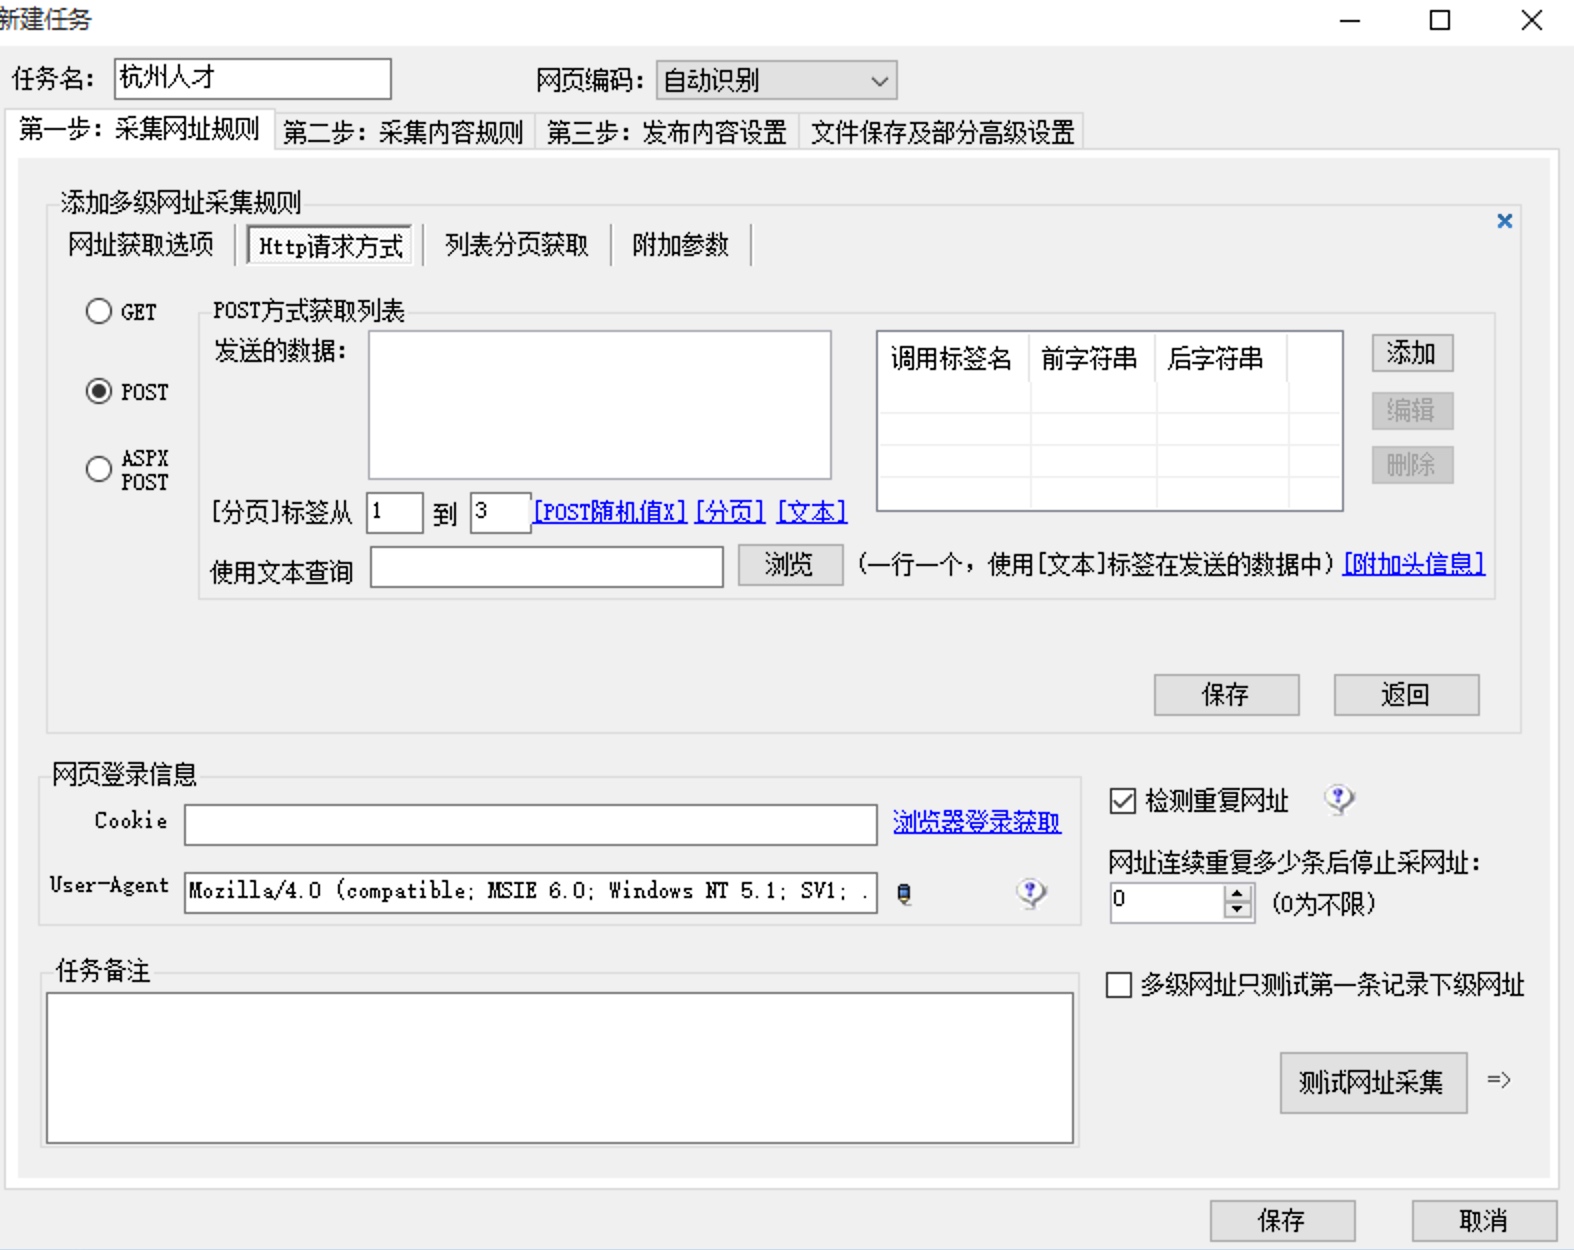 新建任务
任务名： 杭州人才 网页编码： 自动识别
第一步：采集网址规则 第二步：采集内容规则 第三步：发布内容设置 文件保存及部分高级设置
添加多级网址采集规则
网址获取选项 Http请求方式 列表分页获取 附加参数
GET
POST方式获取列表
发送的数据：
调用标签名 前字符串 后字符串
添加
POST
编辑
ASPX
POST
删除
[分页]标签从 1 到 3 [POST随机值X] [分页] [文本]
使用文本查询 浏览 (一行一个，使用[文本]标签在发送的数据中) [附加头信息]
保存 返回
网页登录信息
Cookie 浏览器登录获取
检测重复网址
User-Agent Mozilla/4.0 (compatible; MSIE 6.0; Windows NT 5.1; SV1; .
网址连续重复多少条后停止采网址：
0 (0为不限)
任务备注
多级网址只测试第一条记录下级网址
测试网址采集 =>
保存 取消